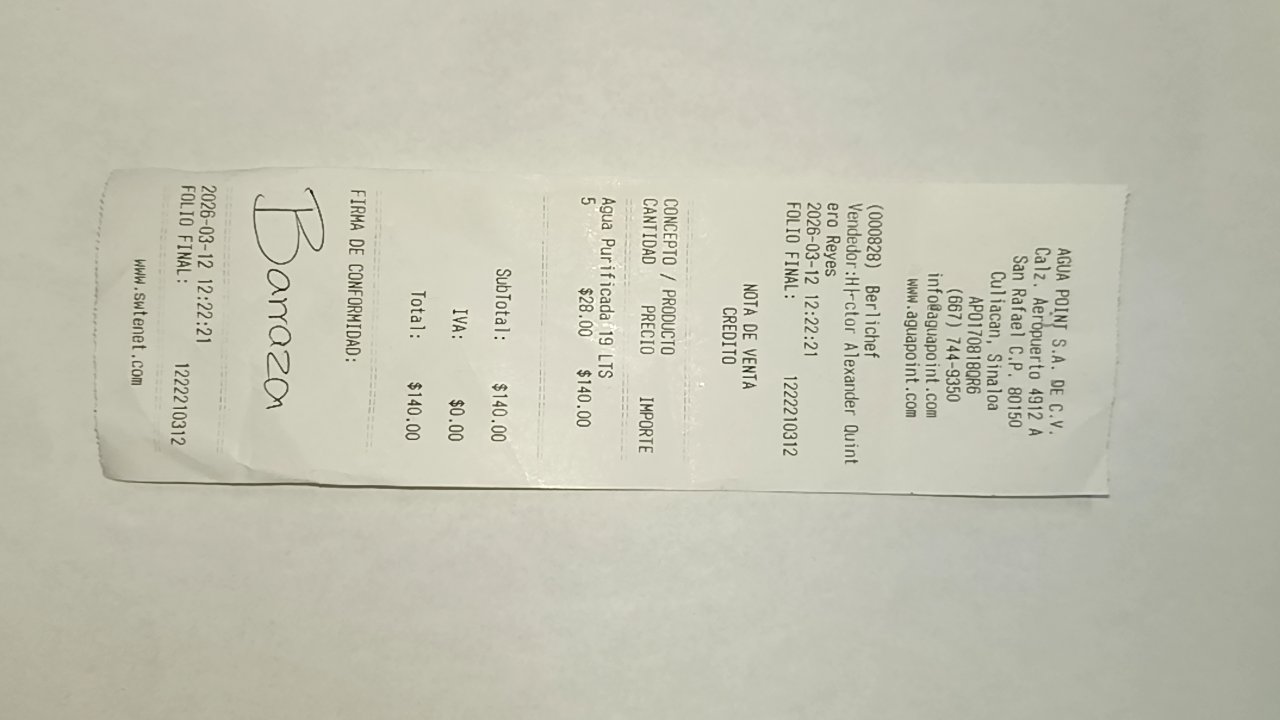 AGUA POINT S.A. DE C.V.
Calz. Aeropuerto 4912 A
San Rafael C.P. 80150
Culiacan, Sinaloa
APO170818QR6
(667) 744-9350
info@aguapoint.com
www.aguapoint.com
(000828) Berlichef
Vendedor:HI-ctor Alexander Quint
ero Reyes
2026-03-12 12:22:21
FOLIO FINAL: 1222210312
NOTA DE VENTA
CREDITO
CONCEPTO / PRODUCTO
CANTIDAD PRECIO IMPORTE
Agua Purificada 19 LTS
5 $28.00 $140.00
SubTotal: $140.00
IVA: $0.00
Total: $140.00
FIRMA DE CONFORMIDAD:
Barraza
2026-03-12 12:22:21
FOLIO FINAL: 1222210312
www.swtenet.com